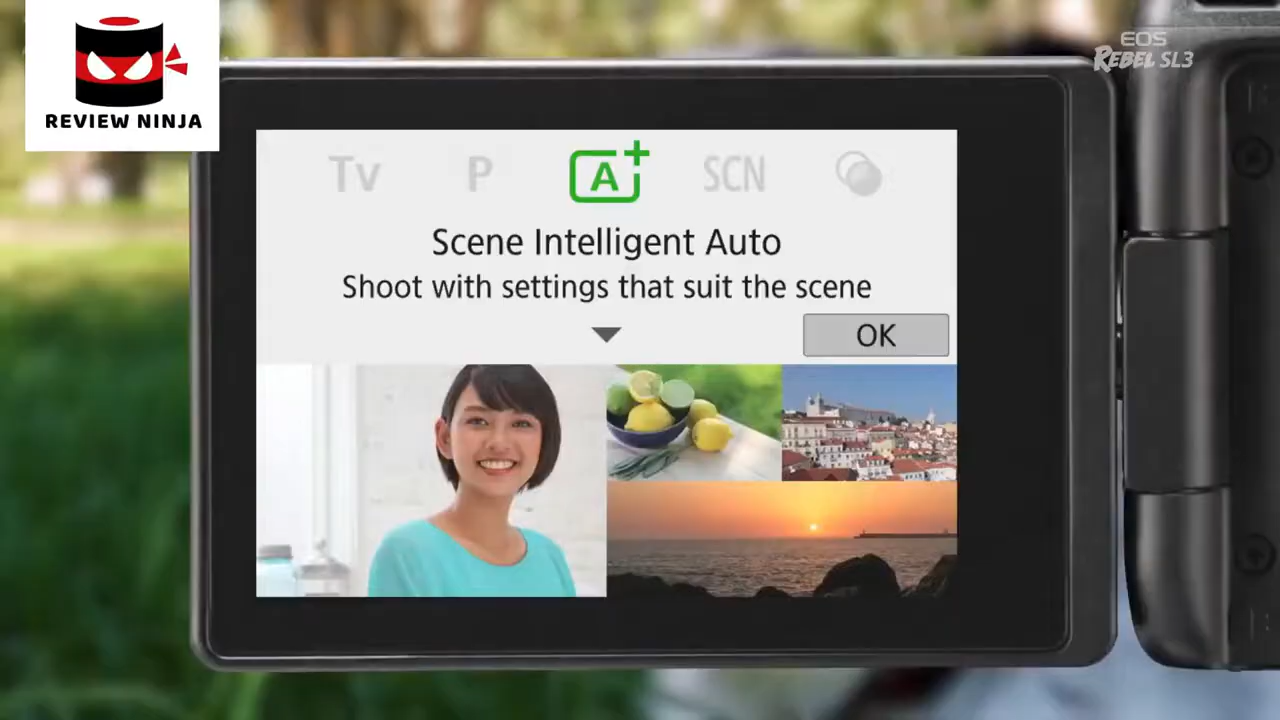 REVIEW NINJA
EOS
REBEL SL3
Tv P A+ SCN
Scene Intelligent Auto
Shoot with settings that suit the scene
OK